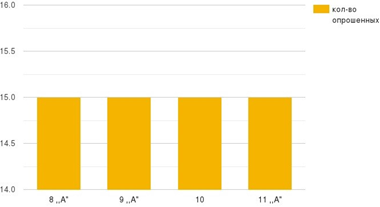 16.0
15.5
15.0
14.5
14.0
8 ,,А"
9 ,,А"
10
11 ,,А"
кол-во
опрошенных